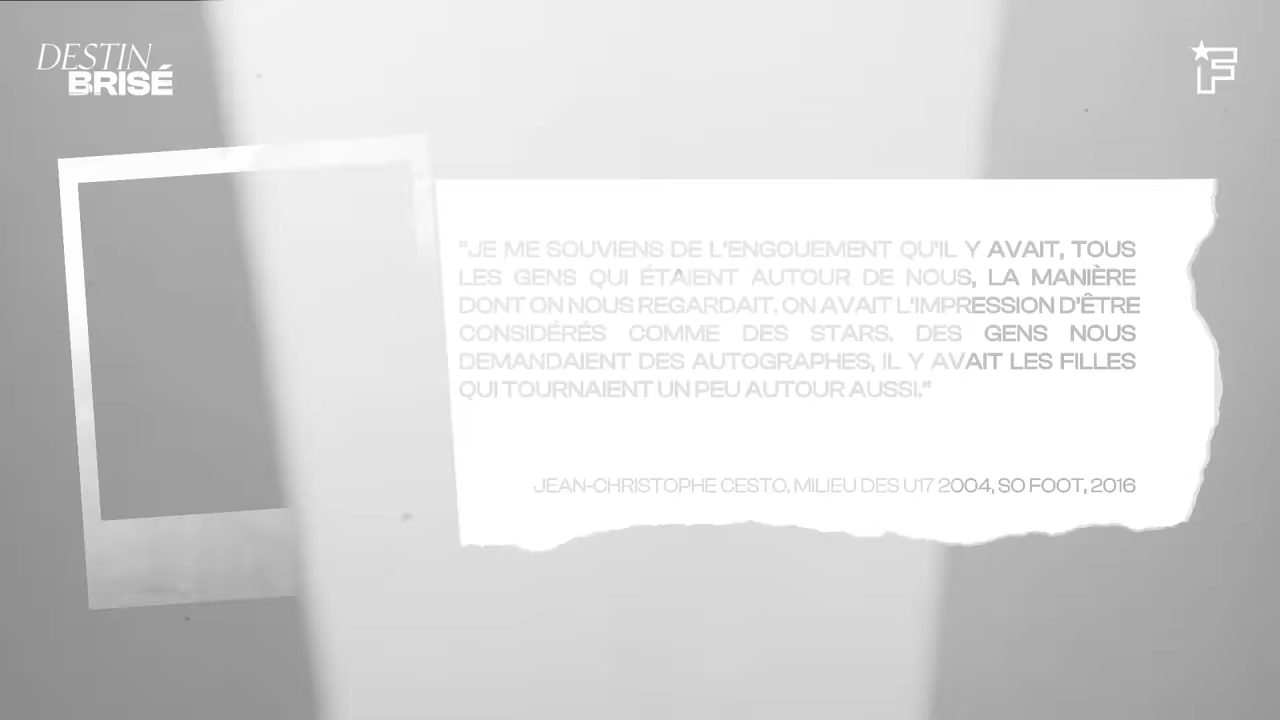 DESTIN
BRISÉ
"JE ME SOUVIENS DE L'ENGOUEMENT QU'IL Y AVAIT, TOUS
LES GENS QUI ÉTAIENT AUTOUR DE NOUS, LA MANIÈRE
DONT ON NOUS REGARDAIT. ON AVAIT L'IMPRESSION D'ÊTRE
CONSIDÉRÉS COMME DES STARS. DES GENS NOUS
DEMANDAIENT DES AUTOGRAPHES, IL Y AVAIT LES FILLES
QUI TOURNAIENT UN PEU AUTOUR AUSSI."
JEAN-CHRISTOPHE CESTO, MILIEU DES U17 2004, SO FOOT, 2016